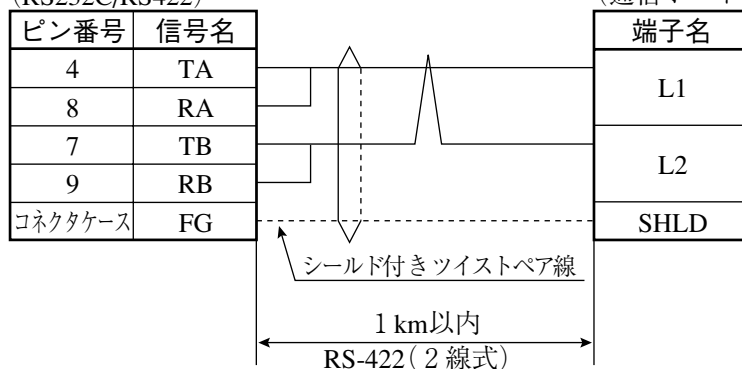 (RS232C/RS422)
ピン番号 信号名
4 TA
8 RA
7 TB
9 RB
コネクタケース FG
端子名
L1
L2
SHLD
シールド付きツイストペア線
1 km以内
RS-422(2線式)